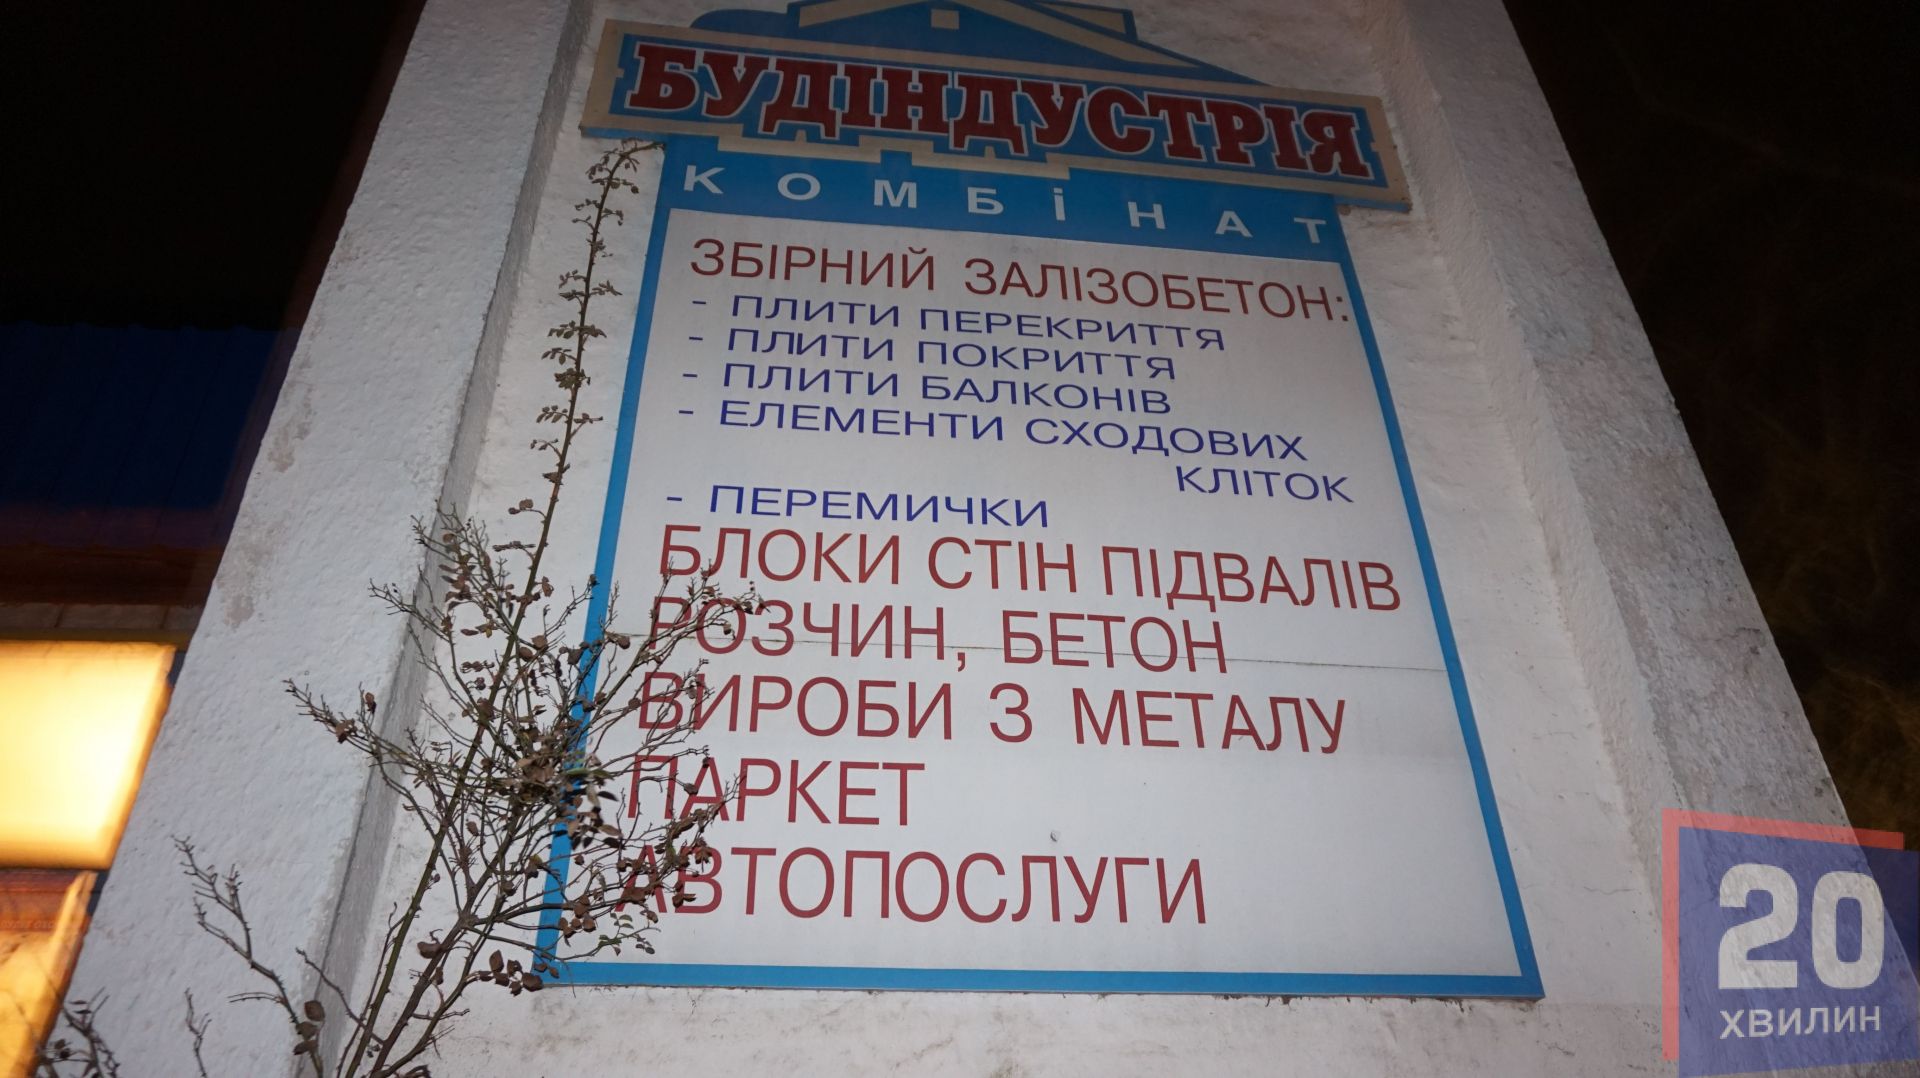 БУДІНДУСТРІЯ
КОМБІНАТ
ЗБІРНИЙ ЗАЛІЗОБЕТОН:
- ПЛИТИ ПЕРЕКРИТТЯ
- ПЛИТИ ПОКРИТТЯ
- ПЛИТИ БАЛКОНІВ
- ЕЛЕМЕНТИ СХОДОВИХ
КЛІТОК
- ПЕРЕМИЧКИ
БЛОКИ СТІН ПІДВАЛІВ
РОЗЧИН, БЕТОН
ВИРОБИ З МЕТАЛУ
ПАРКЕТ
АВТОПОСЛУГИ
20
ХВИЛИН